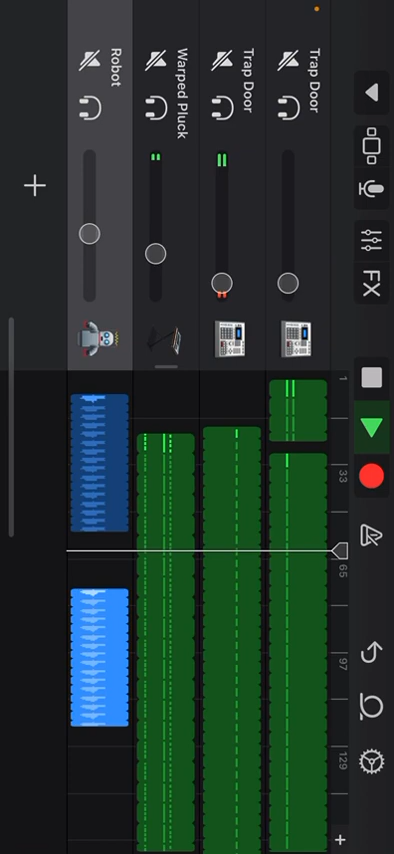 FX
1
33
65
97
129
+
Trap Door
Trap Door
Warped Pluck
Robot
+